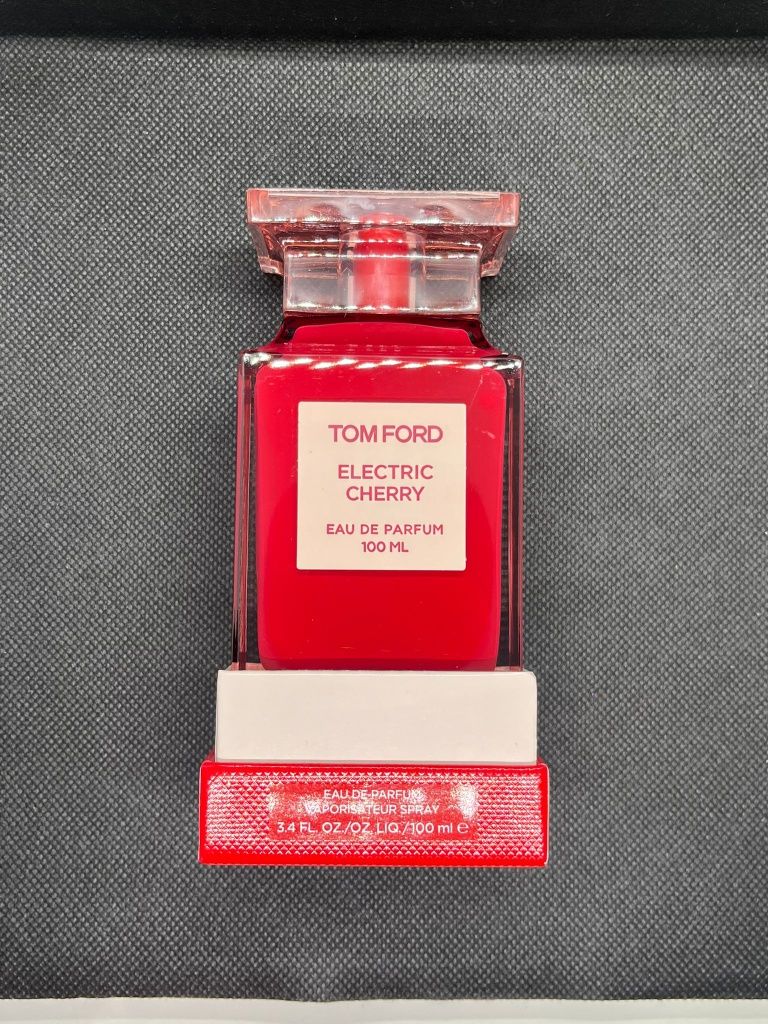 TOM FORD
ELECTRIC
CHERRY
EAU DE PARFUM
100 ML
EAU DE PARFUM
VAPORISATEUR SPRAY
3.4 FL. OZ./OZ. LIQ./100 ml ℮